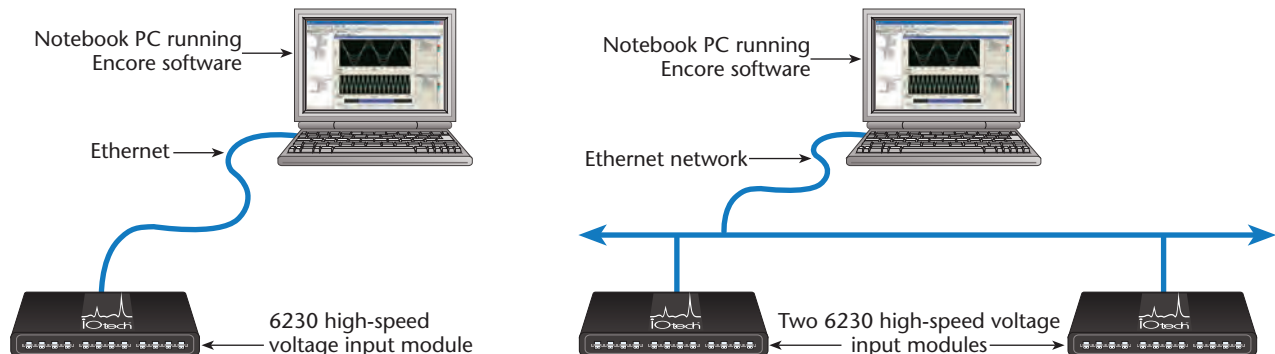 Notebook PC running
Encore software
Ethernet
6230 high-speed
voltage input module
iOtech
Notebook PC running
Encore software
Ethernet network
Two 6230 high-speed voltage
input modules
iOtech
iOtech